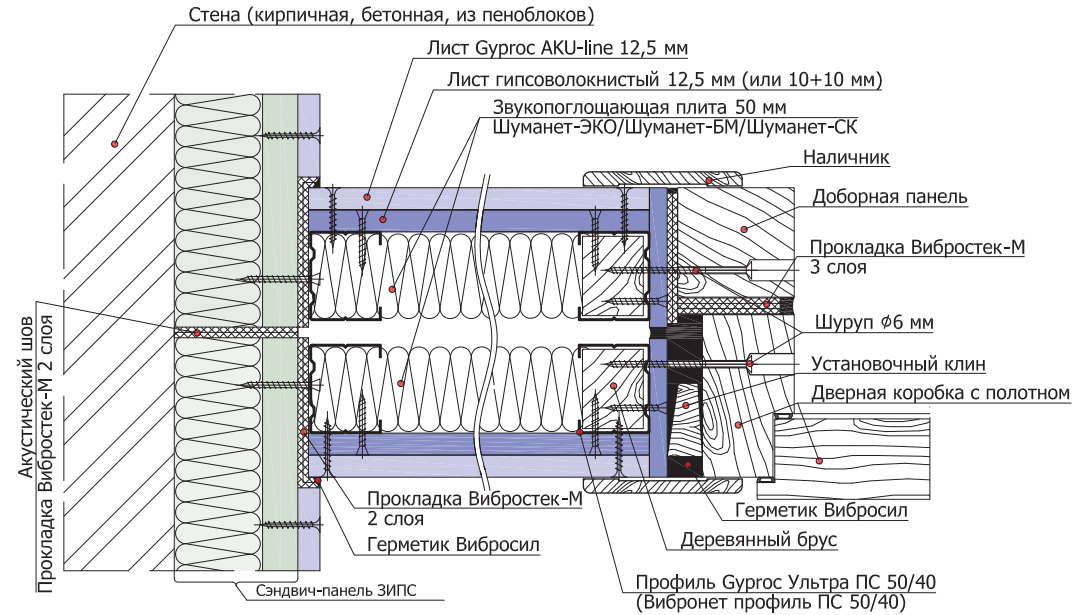 Стена (кирпичная, бетонная, из пеноблоков)
Лист Gyproc AKU-line 12,5 мм
Лист гипсоволокнистый 12,5 мм (или 10+10 мм)
Звукопоглощающая плита 50 мм
Шуманет-ЭКО/Шуманет-БМ/Шуманет-СК
Наличник
Доборная панель
Прокладка Вибростек-М
3 слоя
Шуруп ϕ6 мм
Установочный клин
Дверная коробка с полотном
Акустический шов
Прокладка Вибростек-М 2 слоя
Прокладка Вибростек-М
2 слоя
Герметик Вибросил
Герметик Вибросил
Деревянный брус
Профиль Gyproc Ультра ПС 50/40
(Вибронет профиль ПС 50/40)
Сэндвич-панель ЗИПС